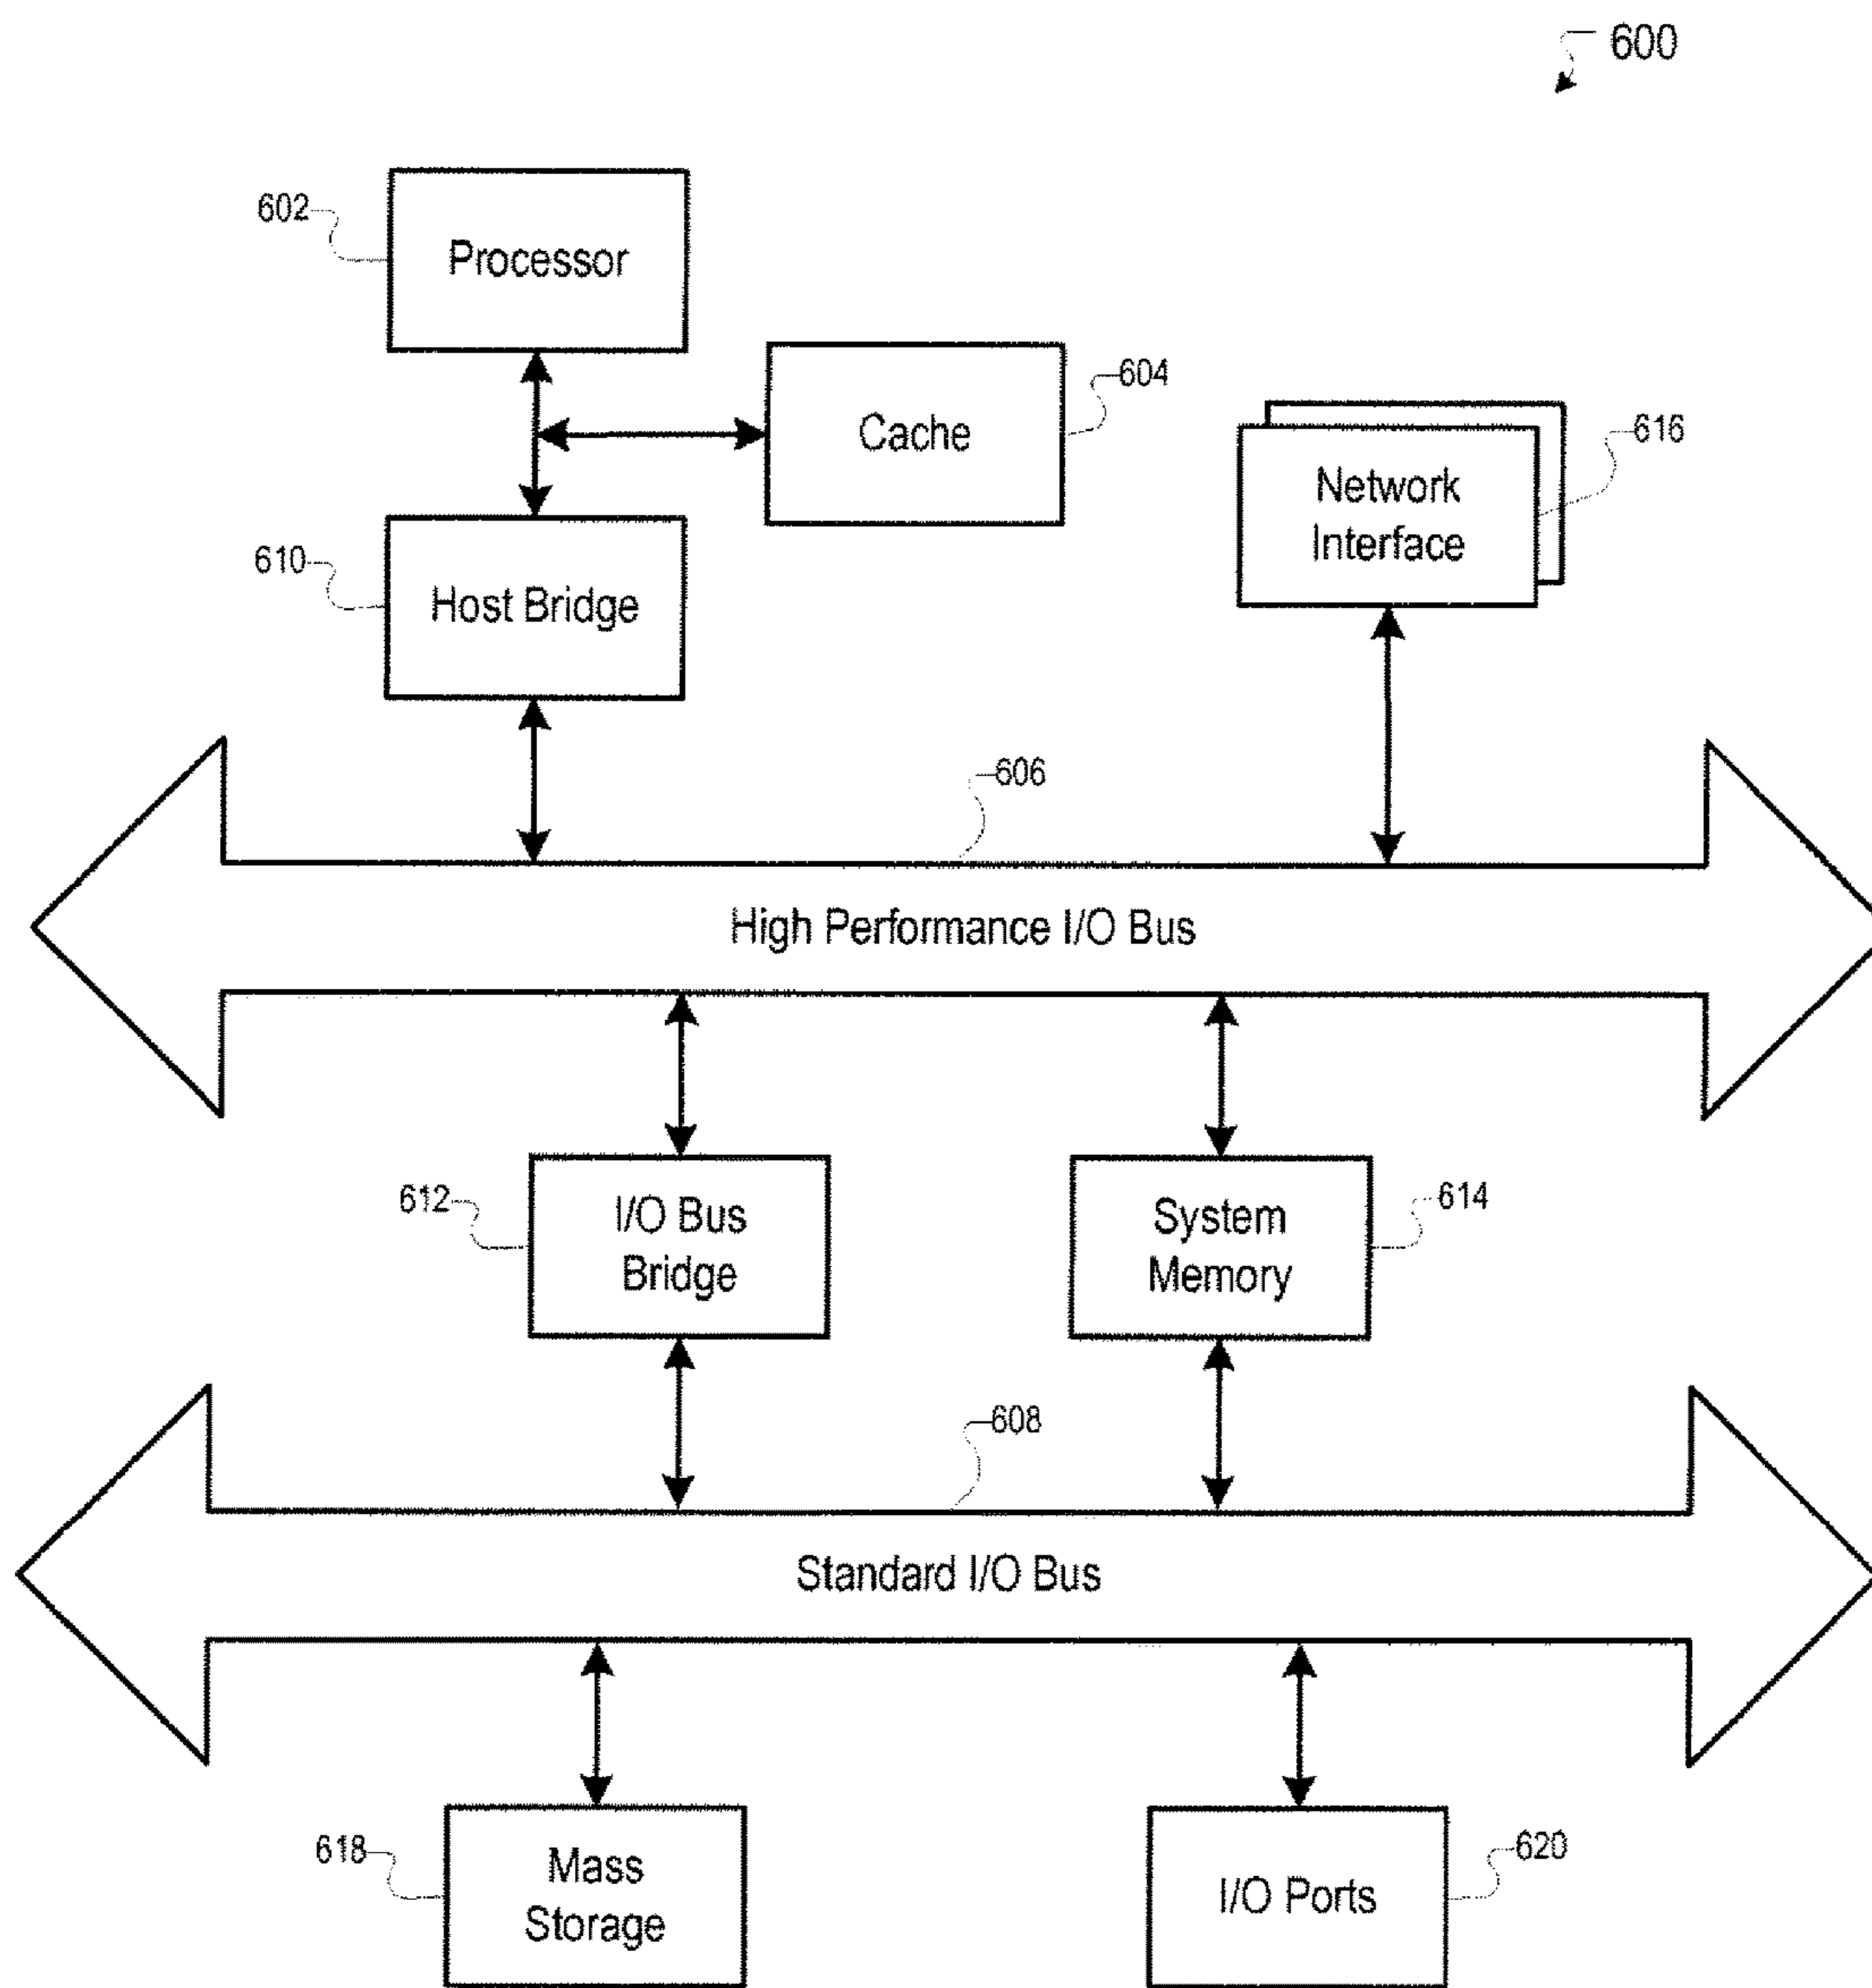 600
602
Processor
604
Cache
616
Network
Interface
610
Host Bridge
606
High Performance I/O Bus
612
I/O Bus
Bridge
System
Memory
614
608
Standard I/O Bus
618
Mass
Storage
I/O Ports
620